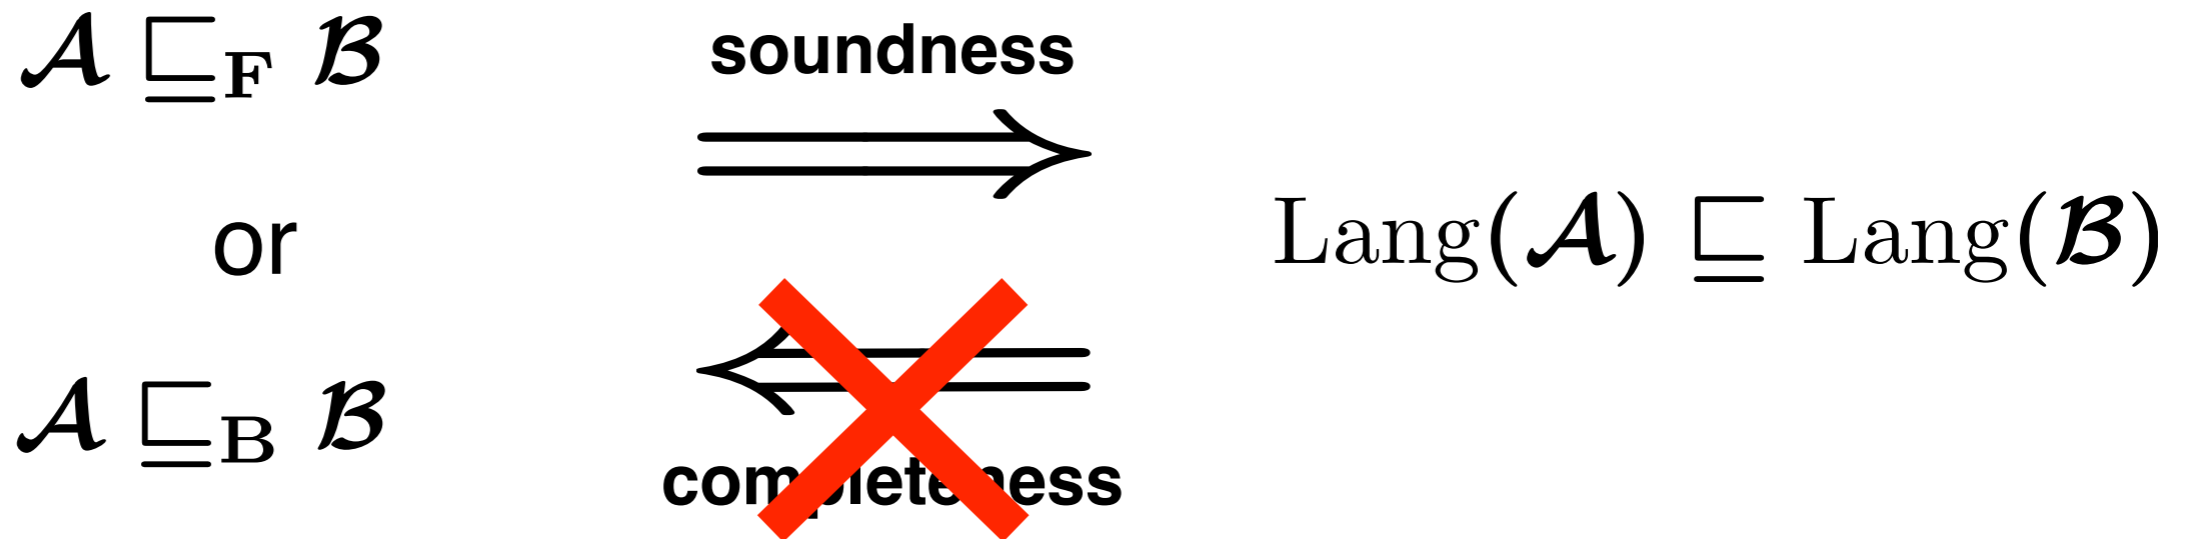 𝓐 ⊑_F 𝓑
soundness
or
Lang(𝓐) ⊑ Lang(𝓑)
𝓐 ⊑_B 𝓑
completeness